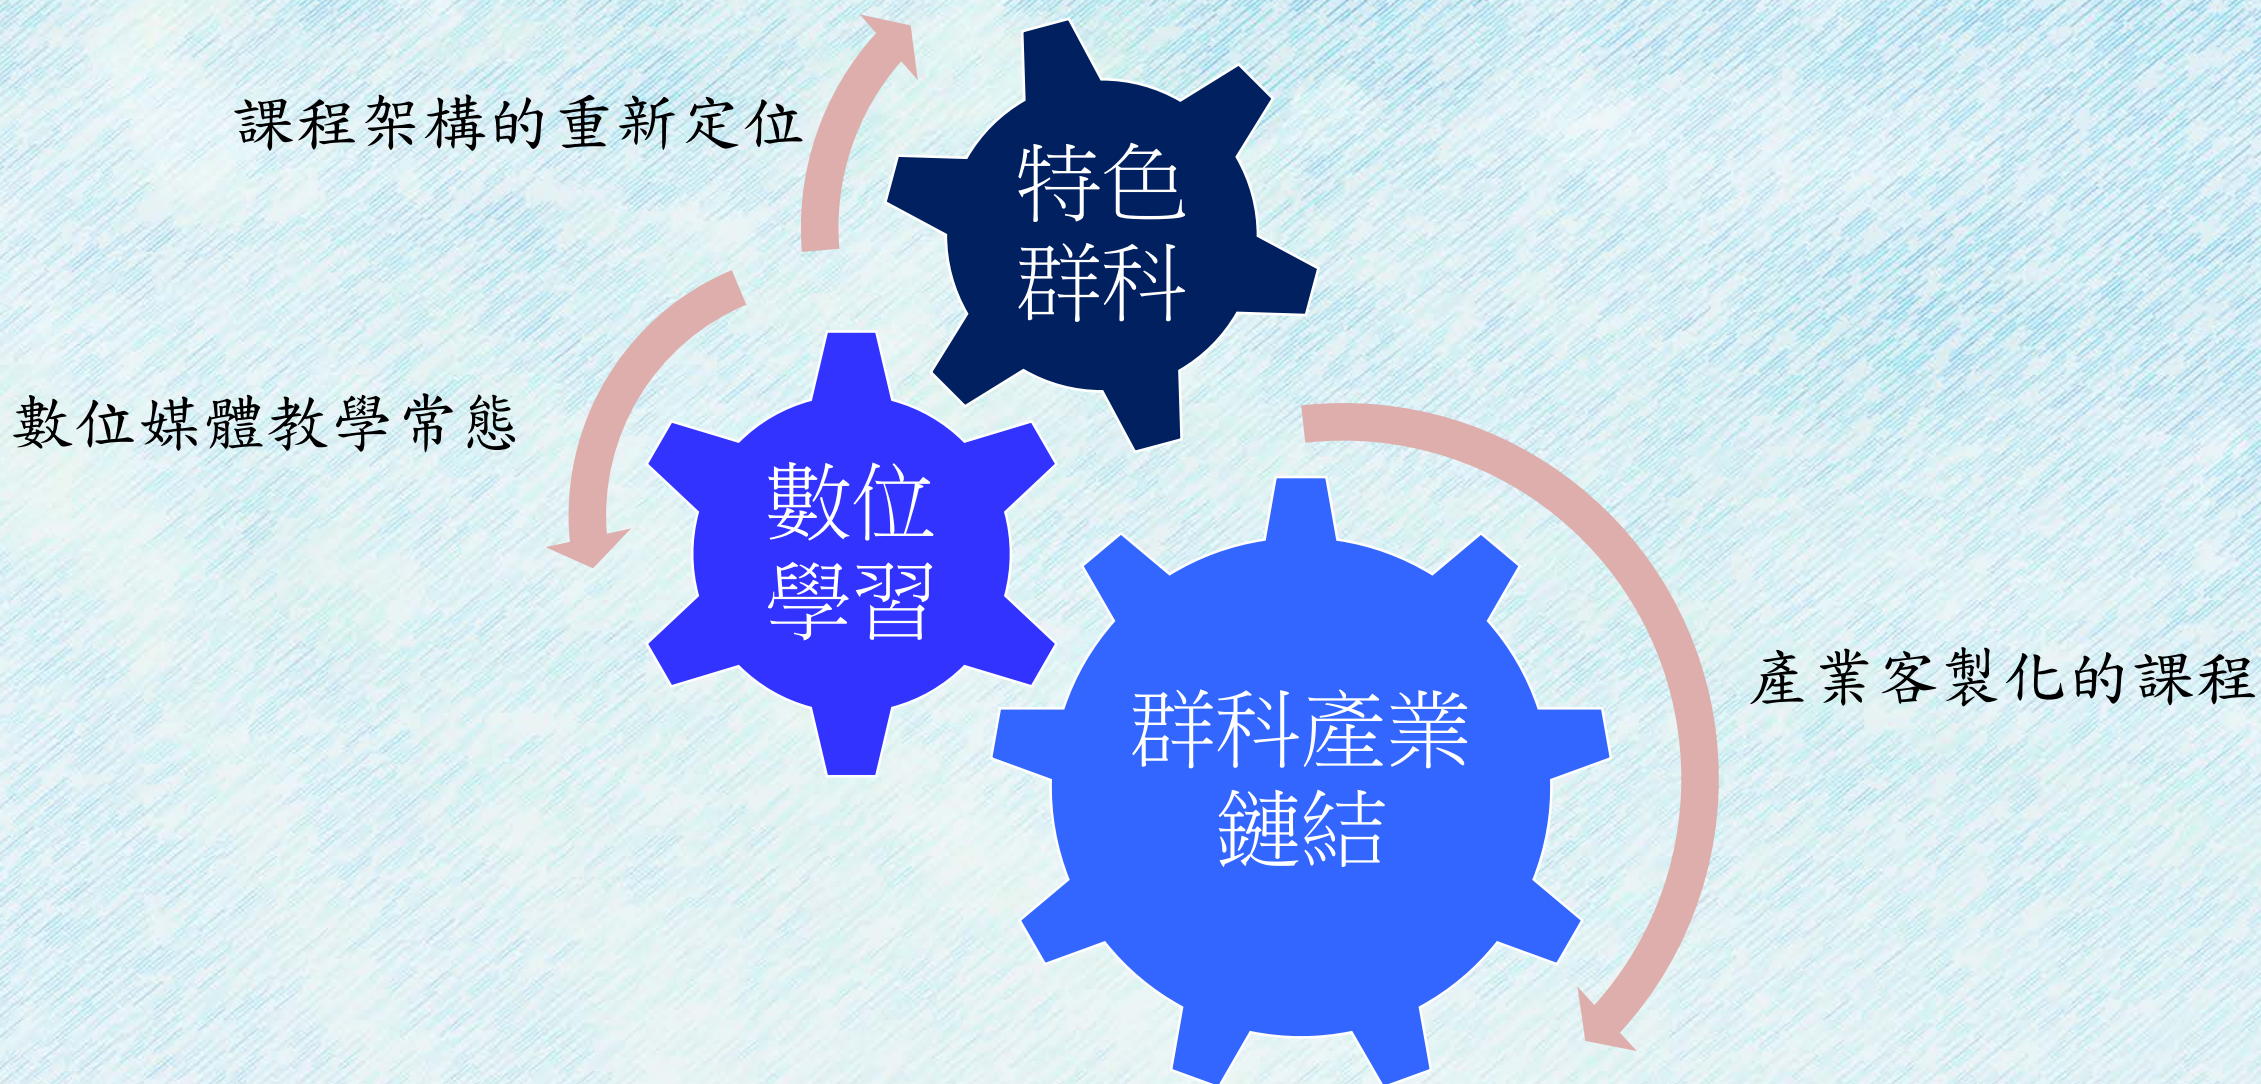 課程架構的重新定位
特色
群科
數位媒體教學常態
數位
學習
產業客製化的課程
群科產業
鏈結